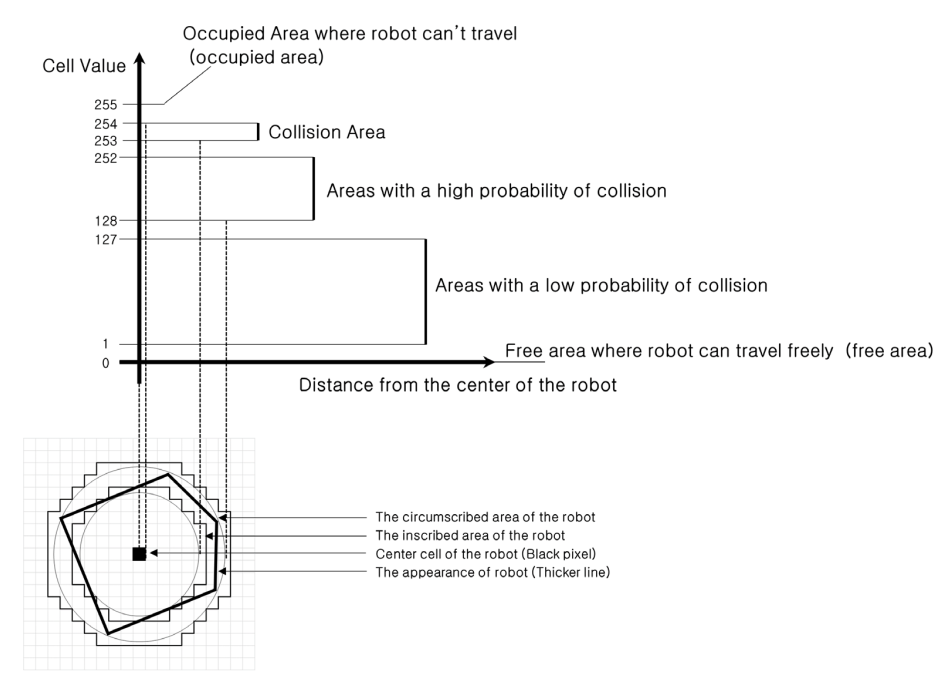 Occupied Area where robot can't travel
(occupied area)
Cell Value
255
254
253
Collision Area
252
Areas with a high probability of collision
128
127
Areas with a low probability of collision
1
0
Free area where robot can travel freely (free area)
Distance from the center of the robot
The circumscribed area of the robot
The inscribed area of the robot
Center cell of the robot (Black pixel)
The appearance of robot (Thicker line)